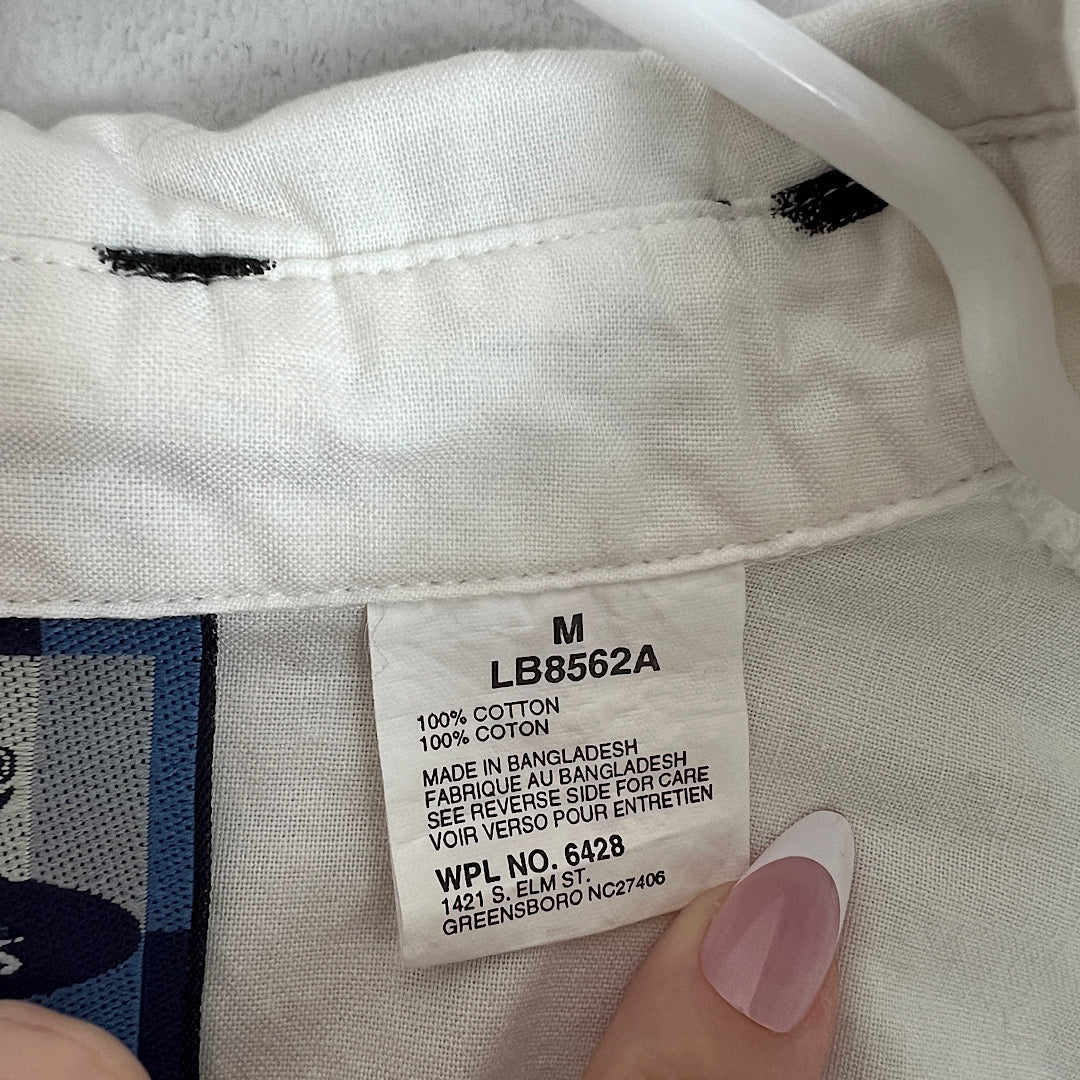 M
LB8562A
100% COTTON
100% COTON
MADE IN BANGLADESH
FABRIQUE AU BANGLADESH
SEE REVERSE SIDE FOR CARE
VOIR VERSO POUR ENTRETIEN
WPL NO. 6428
1421 S. ELM ST.
GREENSBORO NC27406
®